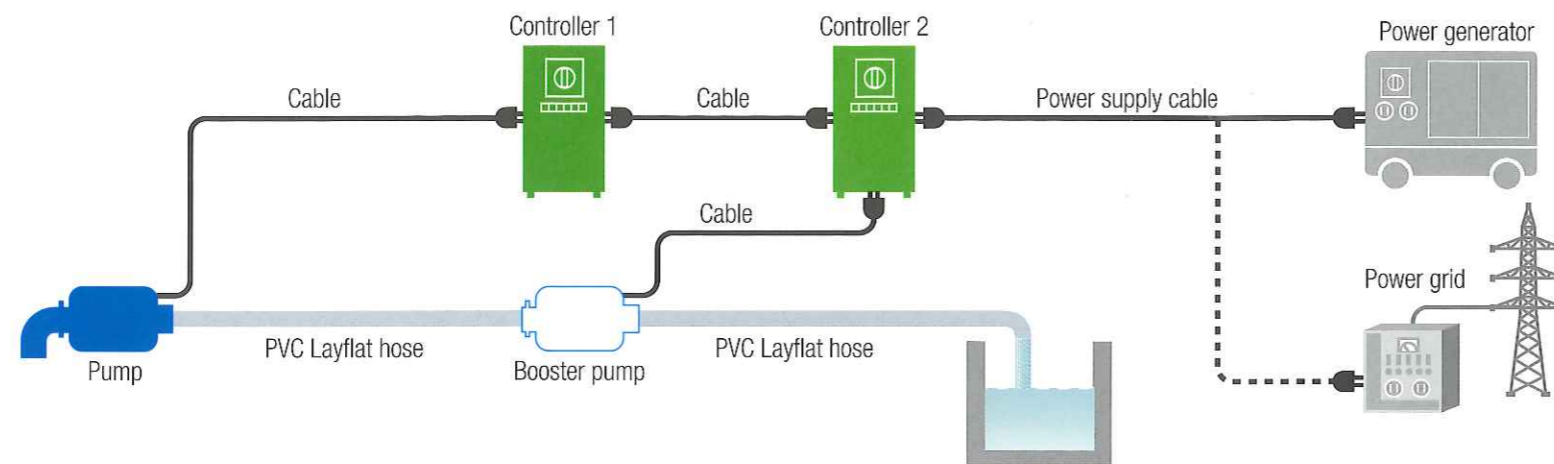 Controller 1
Controller 2
Power generator
Cable
Cable
Power supply cable
Cable
Power grid
PVC Layflat hose
PVC Layflat hose
Pump
Booster pump